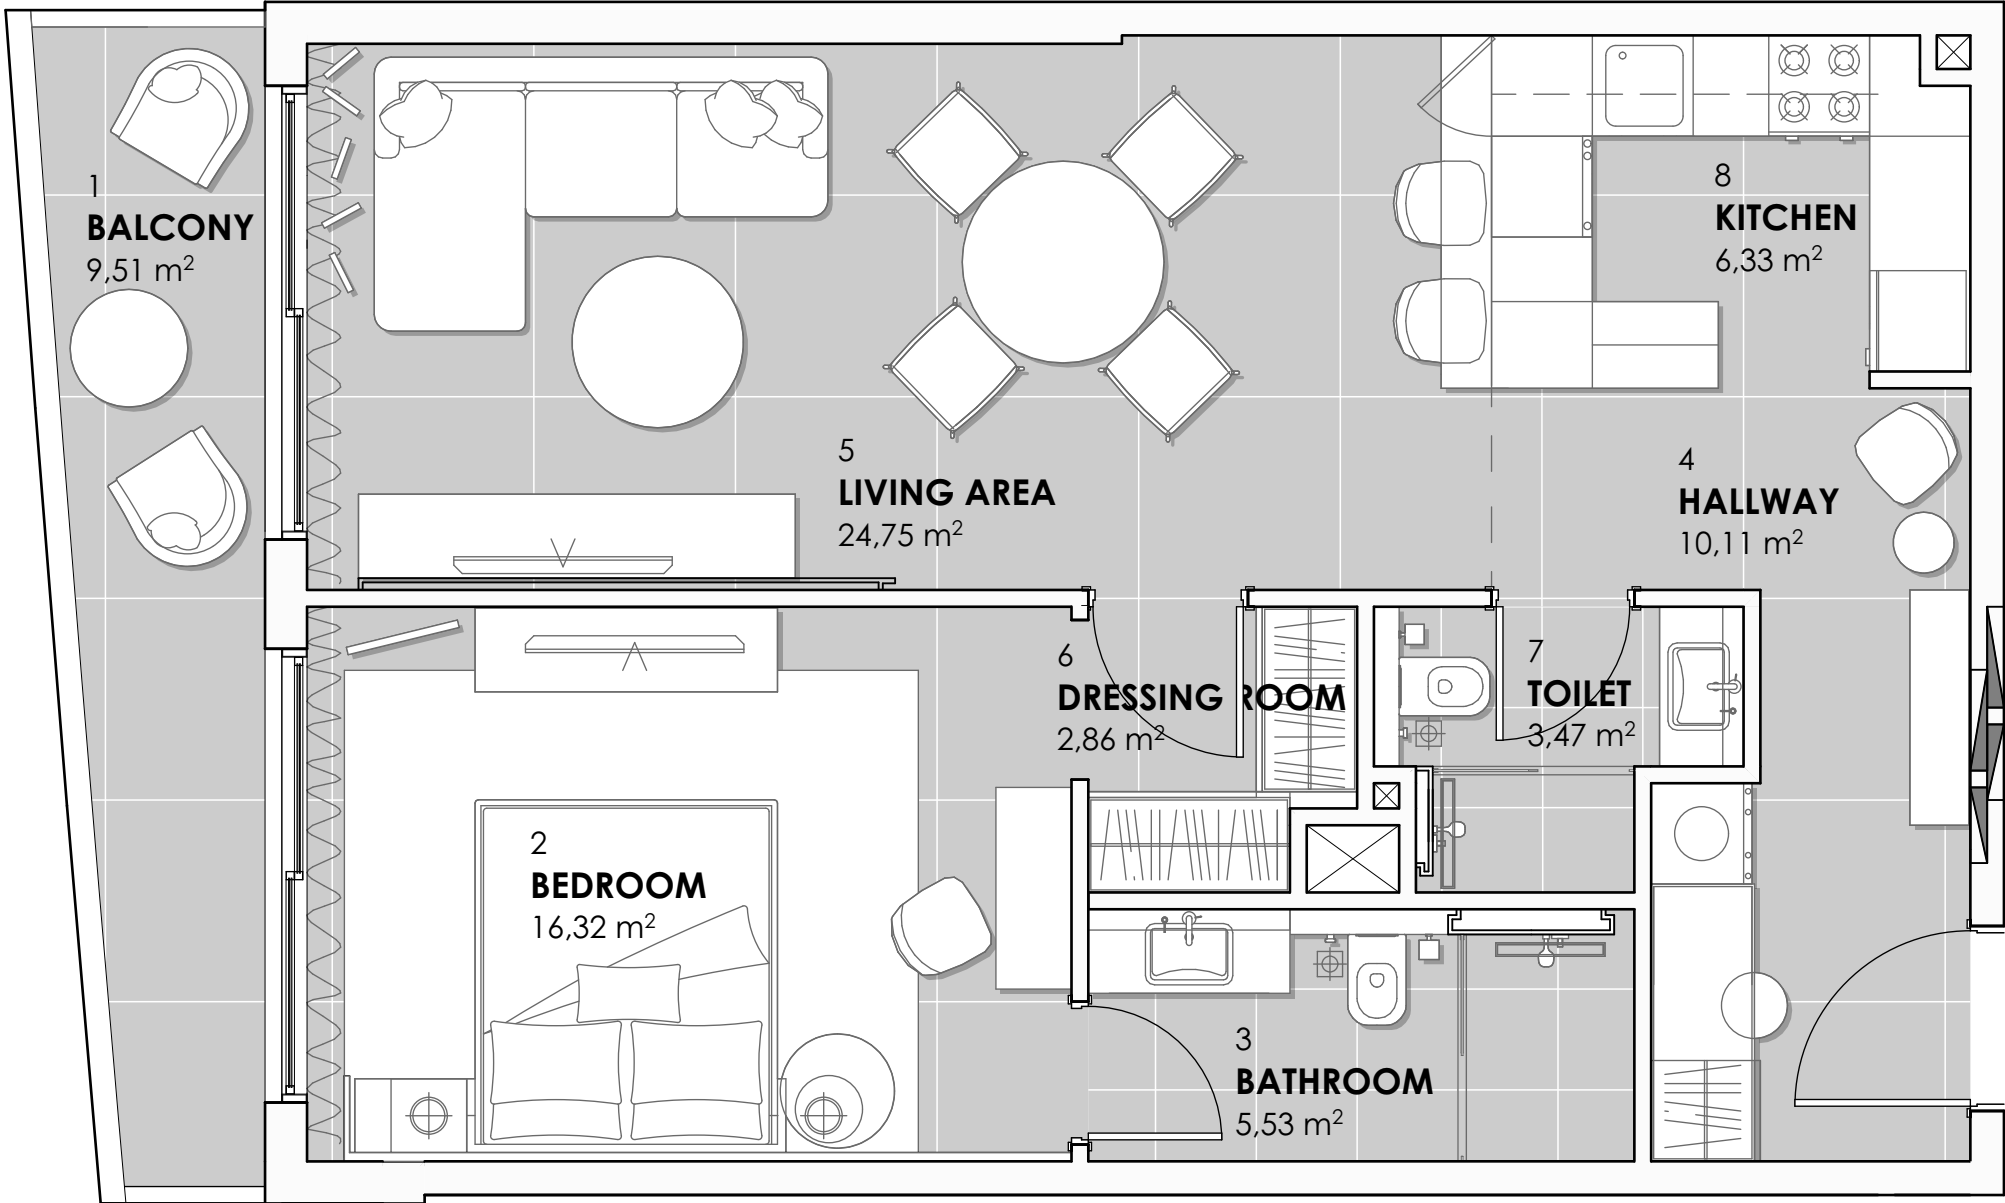 1
BALCONY
9,51 m²
8
KITCHEN
6,33 m²
5
LIVING AREA
24,75 m²
4
HALLWAY
10,11 m²
6
DRESSING ROOM
2,86 m²
7
TOILET
3,47 m²
2
BEDROOM
16,32 m²
3
BATHROOM
5,53 m²